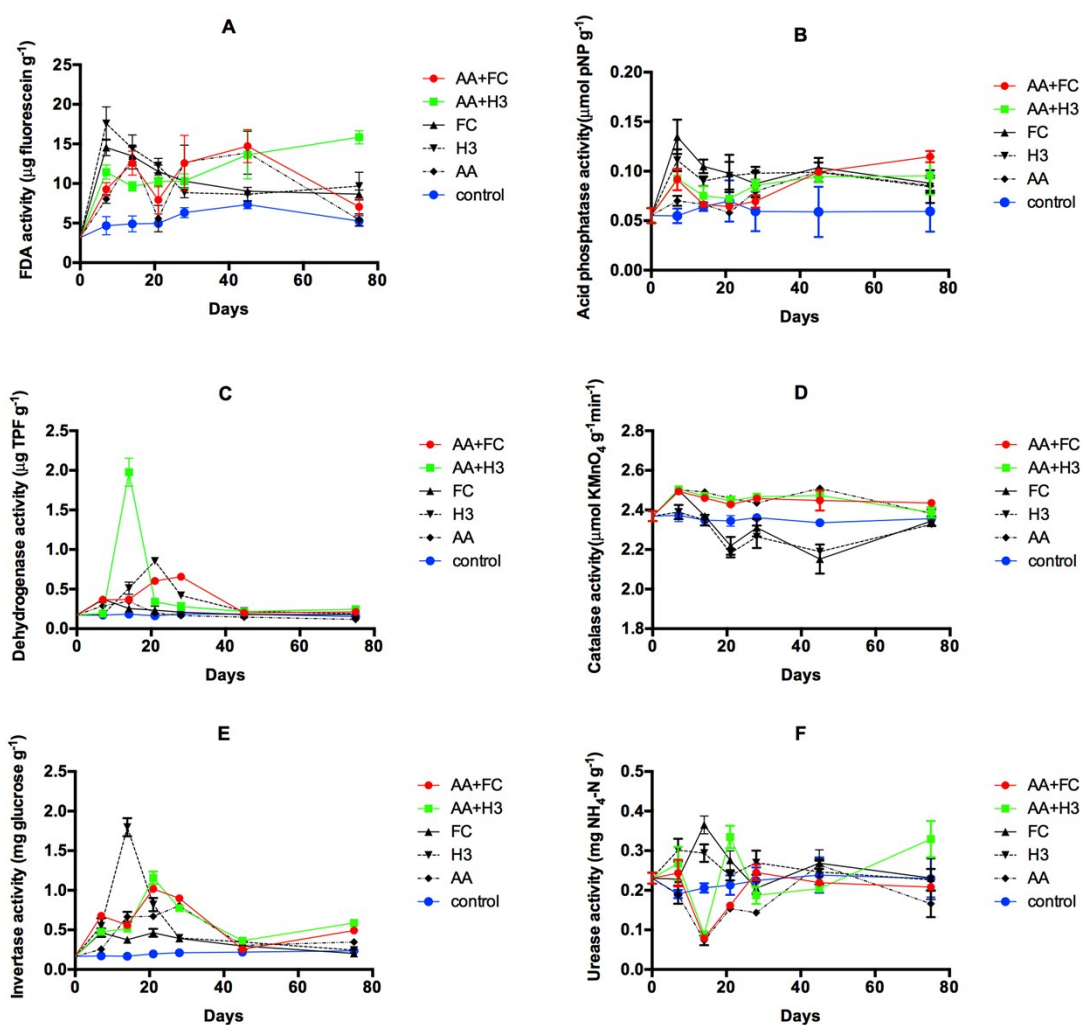 A
FDA activity (µg fluorescein g-1)
25
20
15
10
5
0
0 20 40 60 80
Days
AA+FC
AA+H3
FC
H3
AA
control
B
Acid phosphatase activity(µmol pNP g-1)
0.20
0.15
0.10
0.05
0.00
0 20 40 60 80
Days
AA+FC
AA+H3
FC
H3
AA
control
C
Dehydrogenase activity (µg TPF g-1)
2.5
2.0
1.5
1.0
0.5
0.0
0 20 40 60 80
Days
AA+FC
AA+H3
FC
H3
AA
control
D
Catalase activity(µmol KMnO4 g-1min-1)
2.8
2.6
2.4
2.2
2.0
1.8
0 20 40 60 80
Days
AA+FC
AA+H3
FC
H3
AA
control
E
Invertase activity (mg glucrose g-1)
2.5
2.0
1.5
1.0
0.5
0.0
0 20 40 60 80
Days
AA+FC
AA+H3
FC
H3
AA
control
F
Urease activity (mg NH4-N g-1)
0.5
0.4
0.3
0.2
0.1
0.0
0 20 40 60 80
Days
AA+FC
AA+H3
FC
H3
AA
control